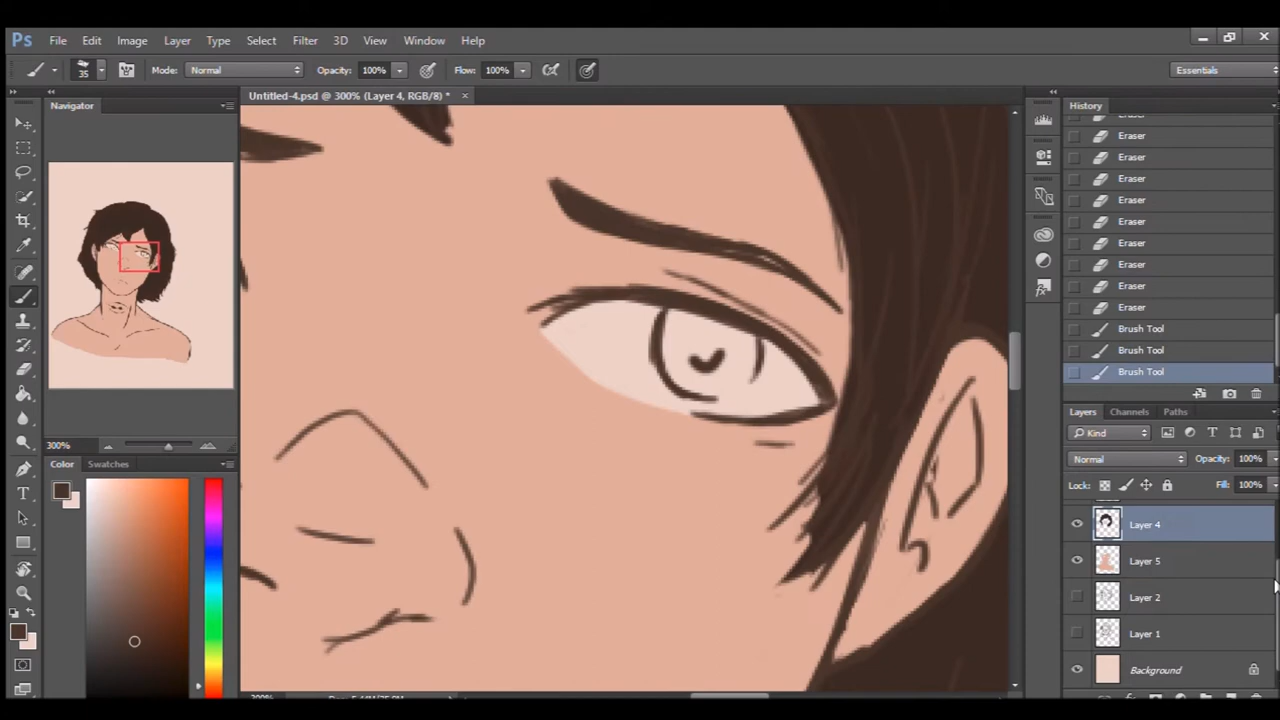 Ps File Edit Image Layer Type Select Filter 3D View Window Help
35 Mode: Normal Opacity: 100% Flow: 100% Essentials
Navigator
Untitled-4.psd @ 300% (Layer 4, RGB/8) *
History
Eraser
Eraser
Eraser
Eraser
Eraser
Eraser
Eraser
Eraser
Eraser
Eraser
Brush Tool
Brush Tool
Brush Tool
300%
Color Swatches
Layers Channels Paths
Kind
Normal Opacity: 100%
Lock: Fill: 100%
Layer 4
Layer 5
Layer 2
Layer 1
Background